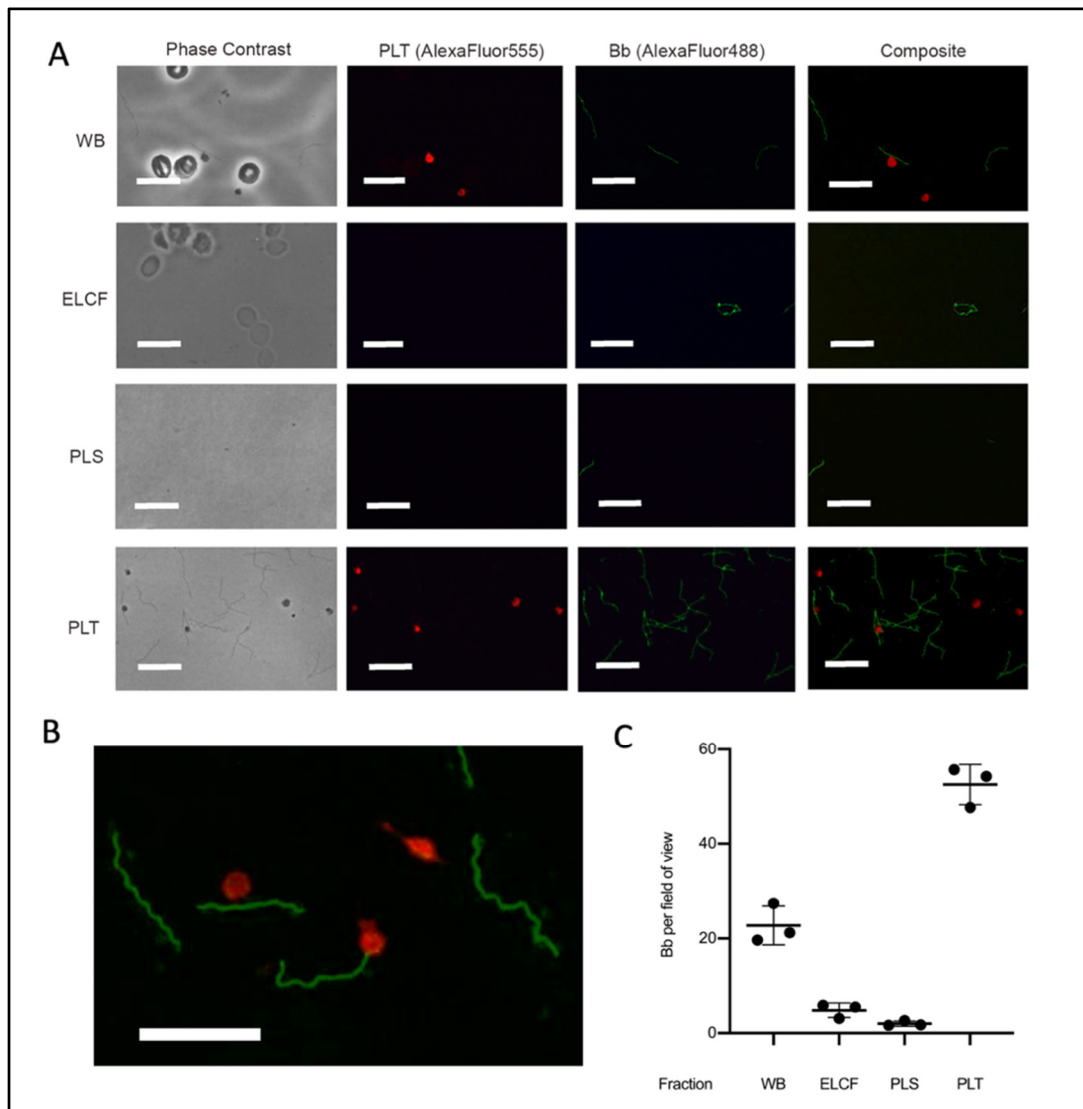 A
Phase Contrast PLT (AlexaFluor555) Bb (AlexaFluor488) Composite
WB
ELCF
PLS
PLT
B
C
Bb per field of view
60
40
20
0
Fraction WB ELCF PLS PLT